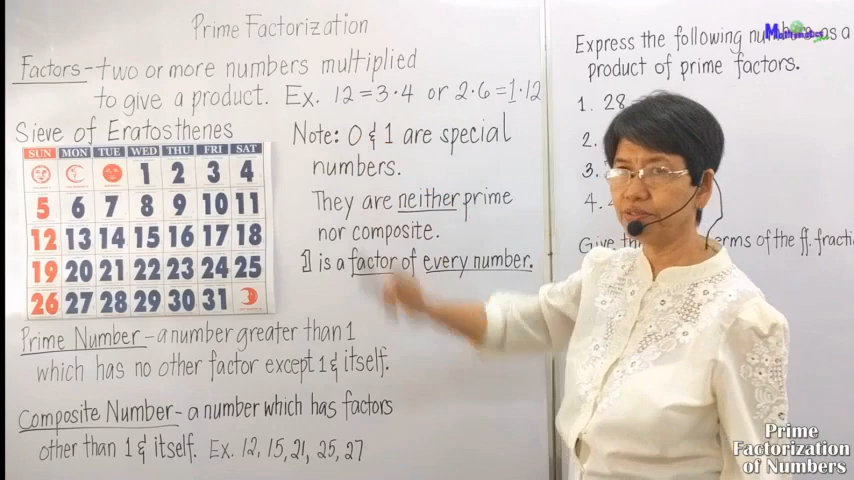 Prime Factorization
Factors - two or more numbers multiplied
to give a product. Ex. 12 = 3·4 or 2·6 = 1·12
Sieve of Eratosthenes
SUN MON TUE WED THU FRI SAT
1 2 3 4
5 6 7 8 9 10 11
12 13 14 15 16 17 18
19 20 21 22 23 24 25
26 27 28 29 30 31
Note: 0 & 1 are special
numbers.
They are neither prime
nor composite.
1 is a factor of every number.
Prime Number - a number greater than 1
which has no other factor except 1 & itself.
Composite Number - a number which has factors
other than 1 & itself. Ex. 12, 15, 21, 25, 27
Mathematics
Express the following numbers as a
product of prime factors.
1. 28
2.
3.
4.
Give th erms of the ff. fracti
Prime
Factorization
of Numbers